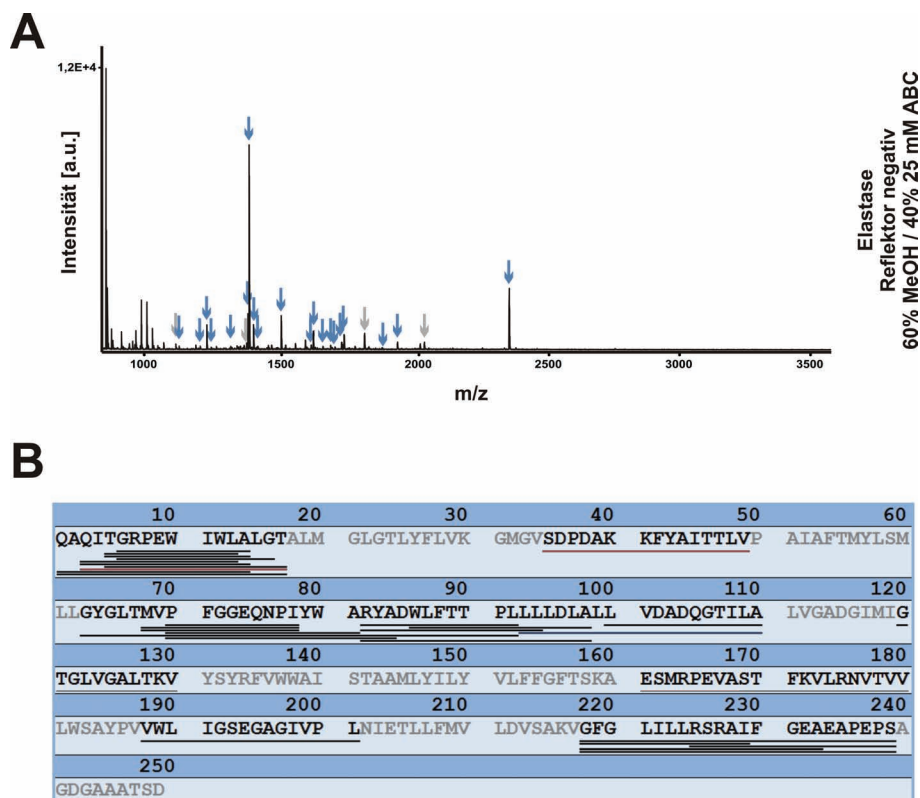 A
1,2E+4
Intensität [a.u.]
1000 1500 2000 2500 3000 3500
m/z
Elastase
Reflektor negativ
60% MeOH / 40% 25 mM ABC
B
10 20 30 40 50 60
QAQITGRPEW IWLALGTALM GLGTLYFLVK GMGVSDPDAK KFYAITTLVP AIAFTMYLSM
70 80 90 100 110 120
LLGYGLTMVP FGGEQNPIYW ARYADWLFTT PLLLLDLALL VDADQGTILA LVGADGIMIG
130 140 150 160 170 180
TGLVGALTKV YSYRFVWWAI STAAMLYILY VLFFGFTSKA ESMRPEVAST FKVLRNVTVV
190 200 210 220 230 240
LWSAYPVVWL IGSEGAGIVP LNIETLLFMV LDVSAKVGFG LILLRSRAIF GEAEAPEPSA
250
GDGAAATSD